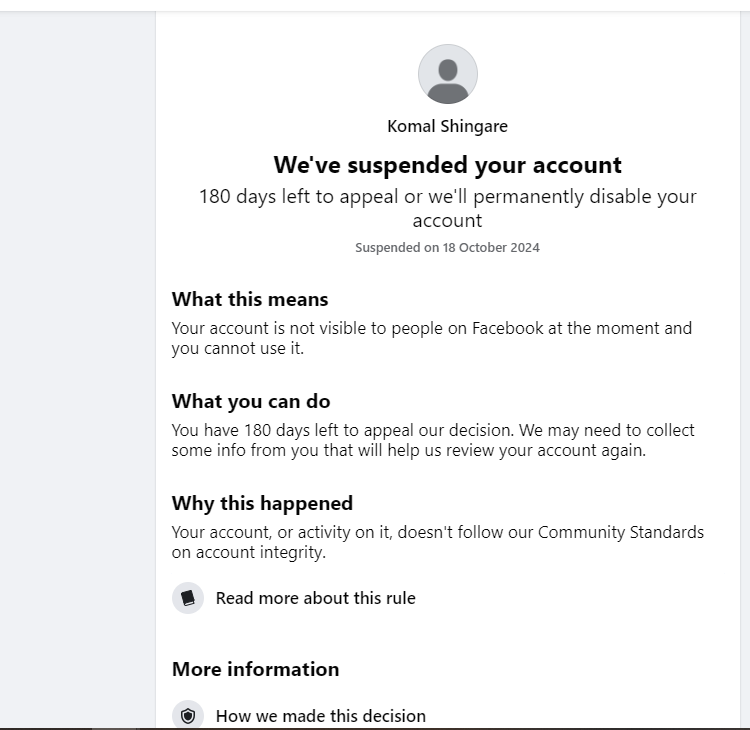 Komal Shingare
We've suspended your account
180 days left to appeal or we'll permanently disable your
account
Suspended on 18 October 2024
What this means
Your account is not visible to people on Facebook at the moment and
you cannot use it.
What you can do
You have 180 days left to appeal our decision. We may need to collect
some info from you that will help us review your account again.
Why this happened
Your account, or activity on it, doesn't follow our Community Standards
on account integrity.
Read more about this rule
More information
How we made this decision